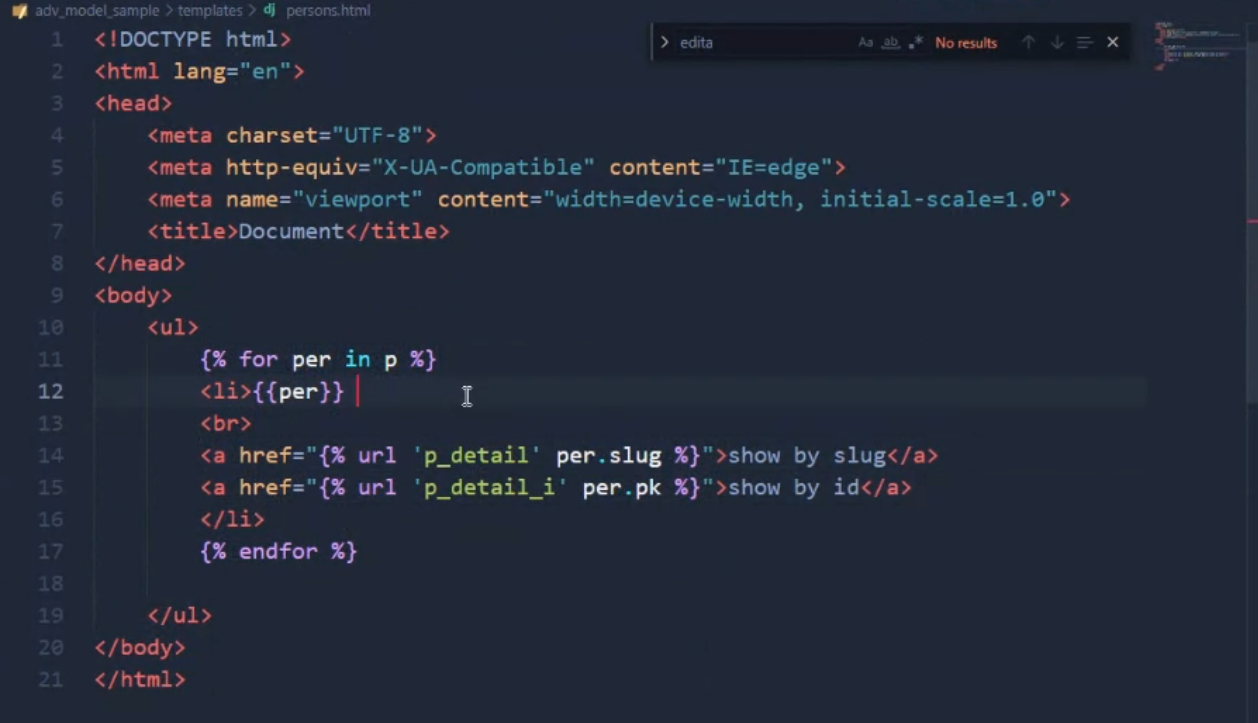 adv_model_sample > templates > dj persons.html
edita Aa ab .* No results
1 <!DOCTYPE html>
2 <html lang="en">
3 <head>
4     <meta charset="UTF-8">
5     <meta http-equiv="X-UA-Compatible" content="IE=edge">
6     <meta name="viewport" content="width=device-width, initial-scale=1.0">
7     <title>Document</title>
8 </head>
9 <body>
10     <ul>
11         {% for per in p %}
12         <li>{{per}}
13         <br>
14         <a href="{% url 'p_detail' per.slug %}">show by slug</a>
15         <a href="{% url 'p_detail_i' per.pk %}">show by id</a>
16         </li>
17         {% endfor %}
18
19     </ul>
20 </body>
21 </html>